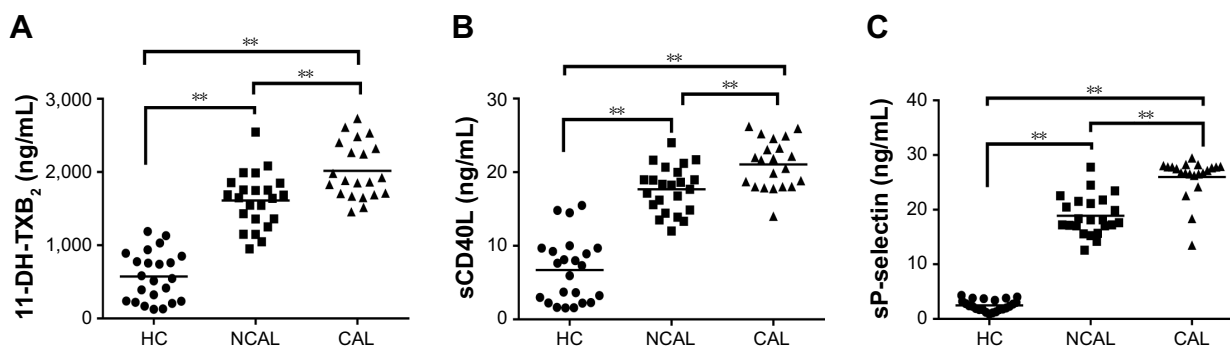 A
11-DH-TXB2 (ng/mL)
3,000
2,000
1,000
0
**
**
**
HC NCAL CAL
B
sCD40L (ng/mL)
30
20
10
0
**
**
**
HC NCAL CAL
C
sP-selectin (ng/mL)
40
30
20
10
0
**
**
**
HC NCAL CAL